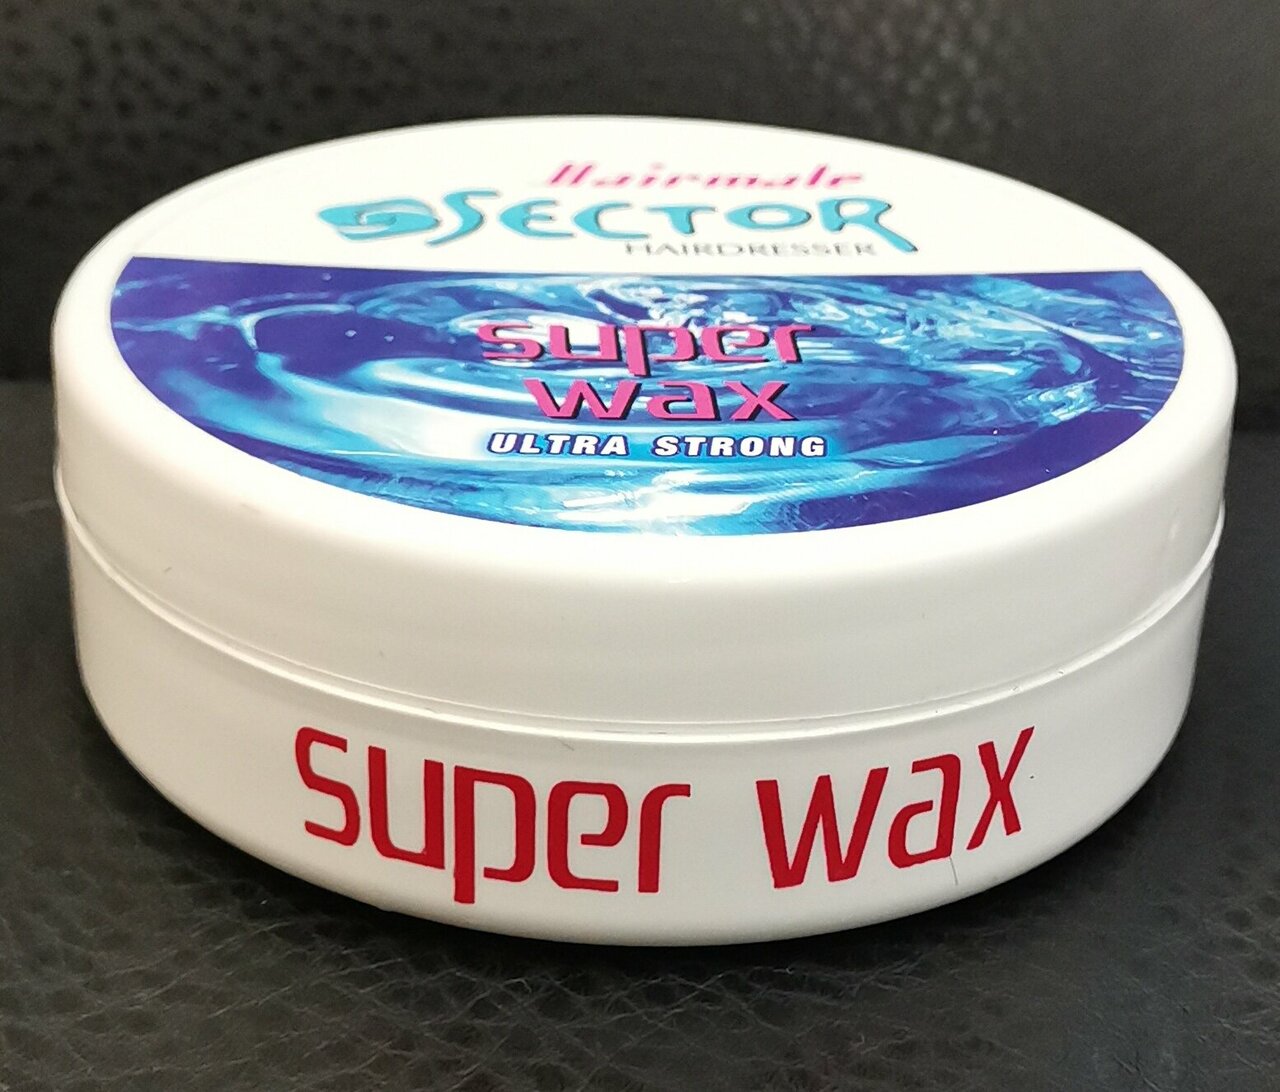 Hairmale
SECTOR
HAIRDRESSER
super
wax
ULTRA STRONG
super wax